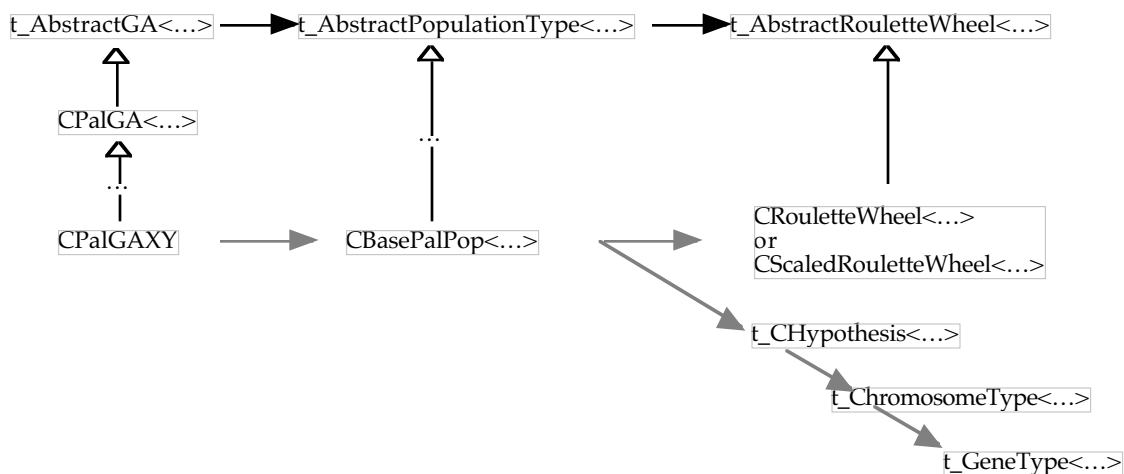 t_AbstractGA<…>
t_AbstractPopulationType<…>
t_AbstractRouletteWheel<…>
CPalGA<…>
…
…
CPalGAXY
CBasePalPop<…>
CRouletteWheel<…>
or
CScaledRouletteWheel<…>
t_CHypothesis<…>
t_ChromosomeType<…>
t_GeneType<…>